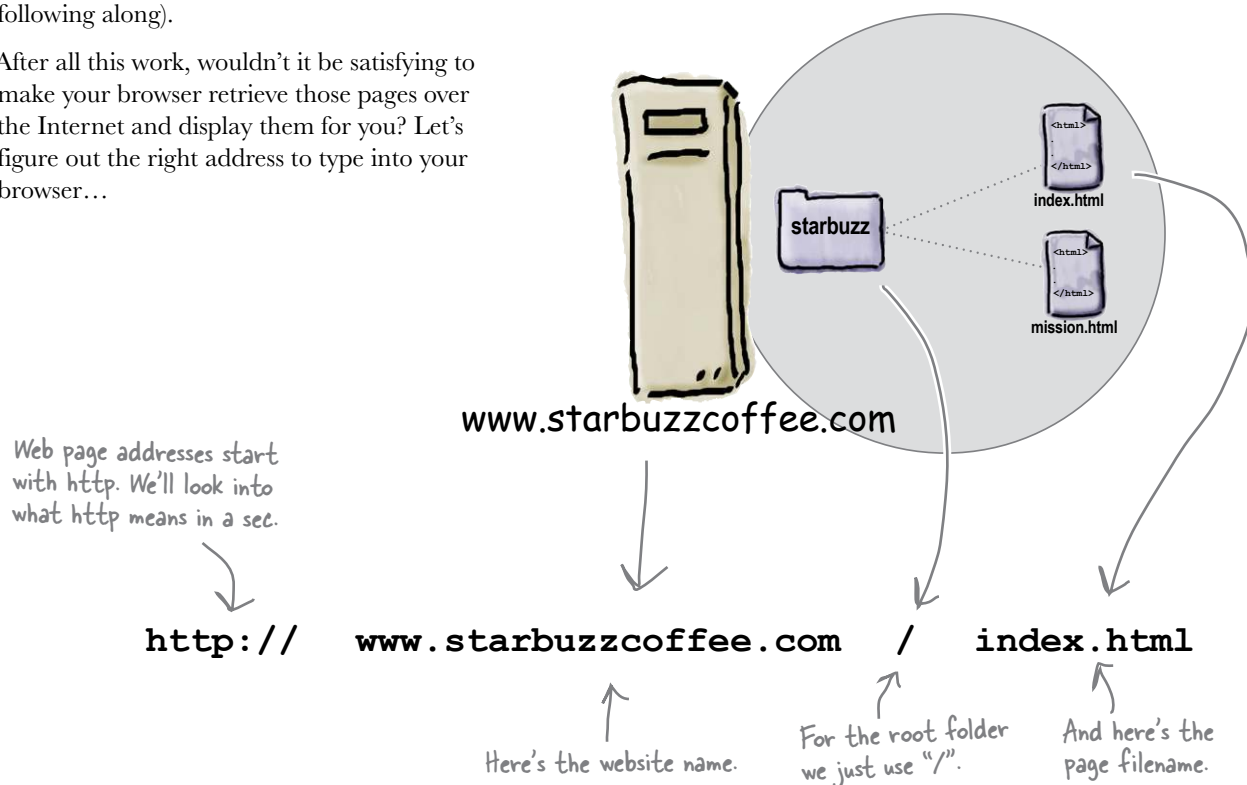 following along).
After all this work, wouldn't it be satisfying to
make your browser retrieve those pages over
the Internet and display them for you? Let's
figure out the right address to type into your
browser…
<html>
.
.
</html>
index.html
starbuzz
<html>
.
.
</html>
mission.html
www.starbuzzcoffee.com
Web page addresses start
with http. We'll look into
what http means in a sec.
http:// www.starbuzzcoffee.com / index.html
Here's the website name.
For the root folder
we just use "/".
And here's the
page filename.